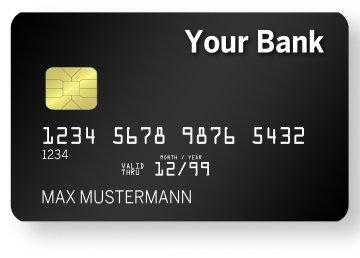 Your Bank
1234 5678 9876 5432
1234
MONTH / YEAR
VALID THRU 12/99
MAX MUSTERMANN